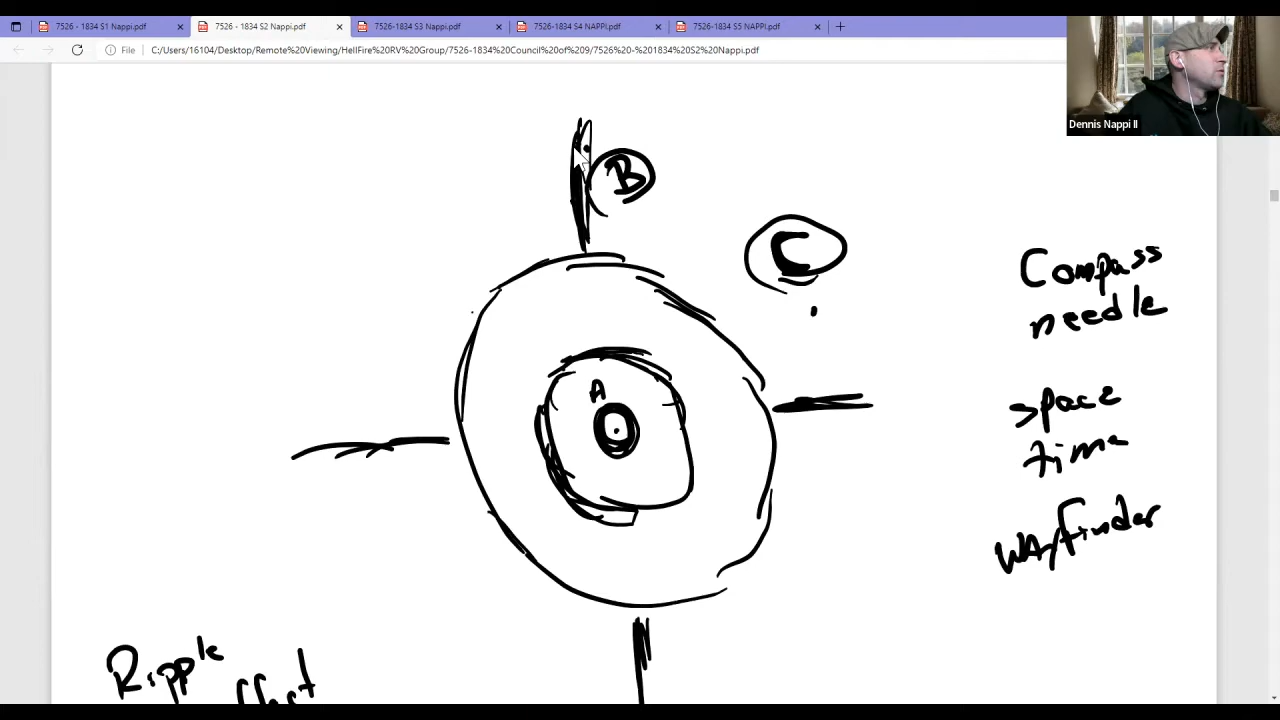 7526 - 1834 S1 Nappi.pdf
7526 - 1834 S2 Nappi.pdf
7526-1834 S3 Nappi.pdf
7526-1834 S4 NAPPI.pdf
7526-1834 S5 NAPPI.pdf
File
C:/Users/16104/Desktop/Remote%20Viewing/HellFire%20RV%20Group/7526-1834%20Council%20of%209/7526%20-%201834%20S2%20Nappi.pdf
Dennis Nappi II
B
C
Compass
needle
A
space
time
WAyfinder
Ripple